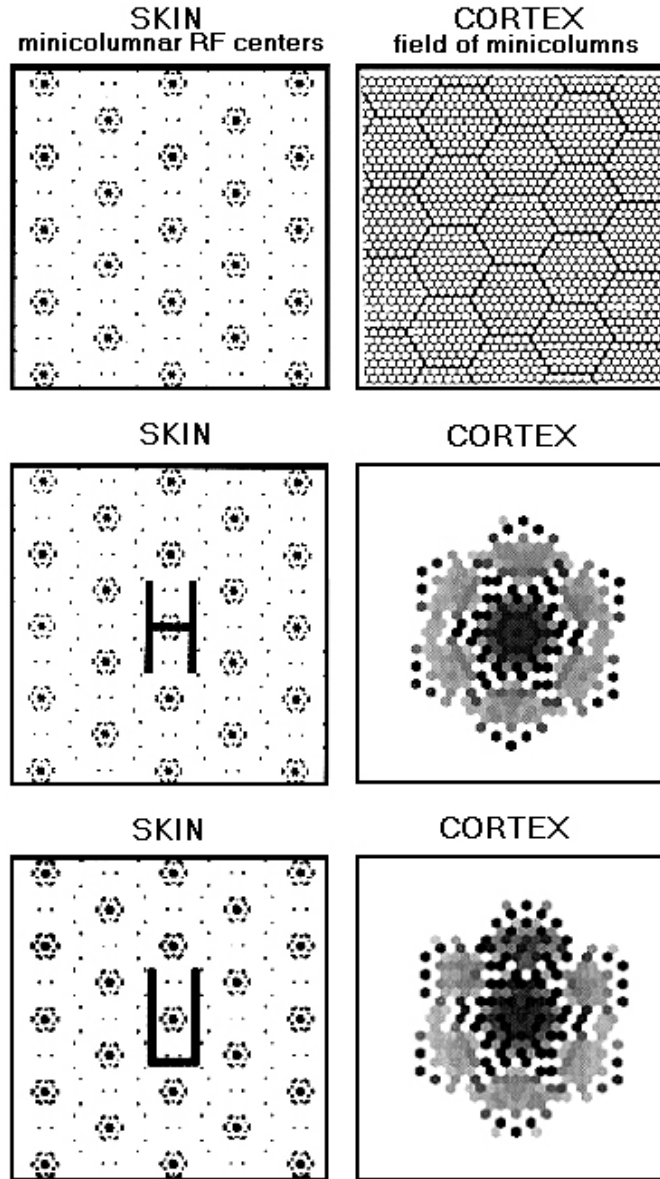 SKIN
minicolumnar RF centers
CORTEX
field of minicolumns
SKIN
CORTEX
H
SKIN
CORTEX
U